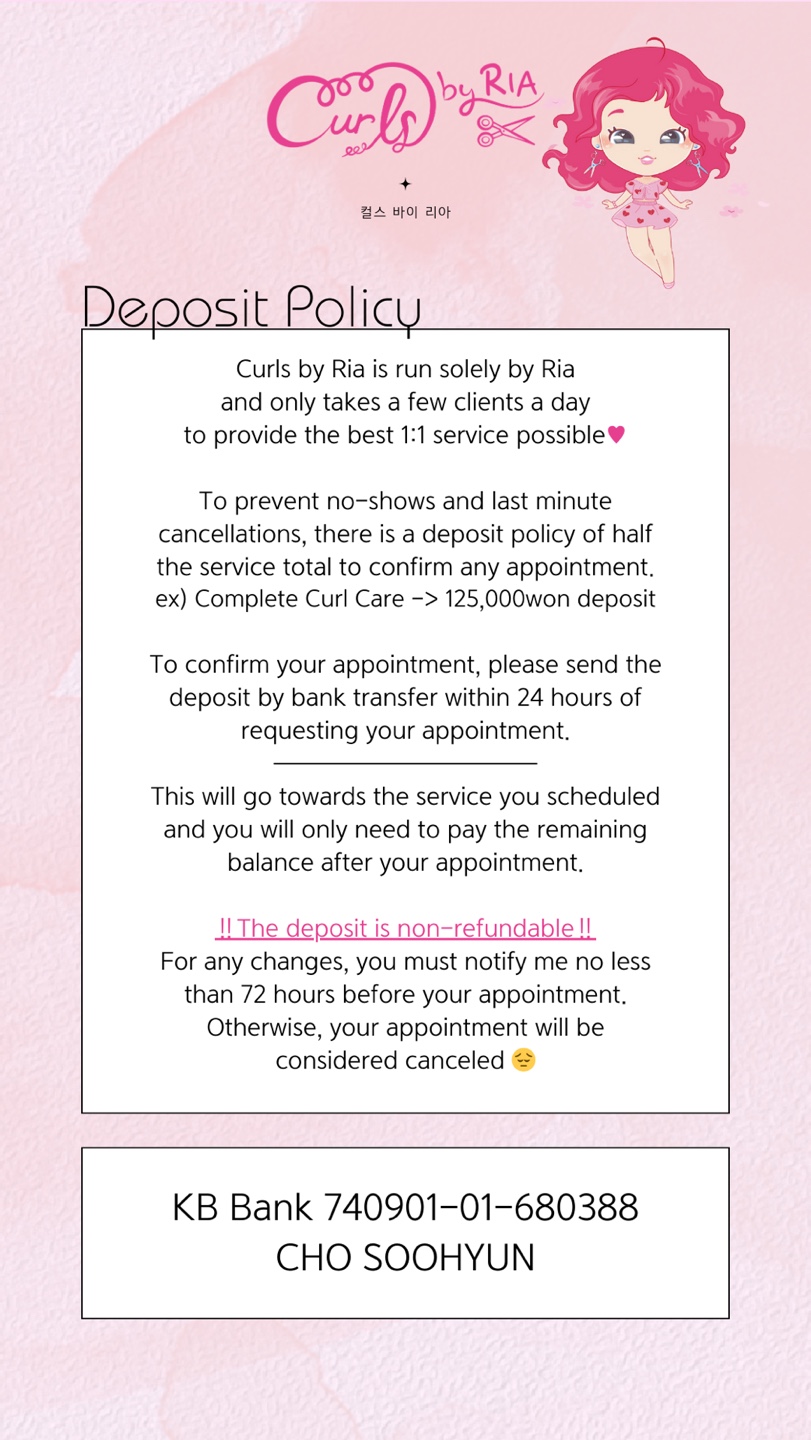 Curls by RIA
컬스 바이 리아
Deposit Policy
Curls by Ria is run solely by Ria
and only takes a few clients a day
to provide the best 1:1 service possible♥
To prevent no-shows and last minute
cancellations, there is a deposit policy of half
the service total to confirm any appointment.
ex) Complete Curl Care -> 125,000won deposit
To confirm your appointment, please send the
deposit by bank transfer within 24 hours of
requesting your appointment.
This will go towards the service you scheduled
and you will only need to pay the remaining
balance after your appointment.
!! The deposit is non-refundable !!
For any changes, you must notify me no less
than 72 hours before your appointment.
Otherwise, your appointment will be
considered canceled 😔
KB Bank 740901-01-680388
CHO SOOHYUN